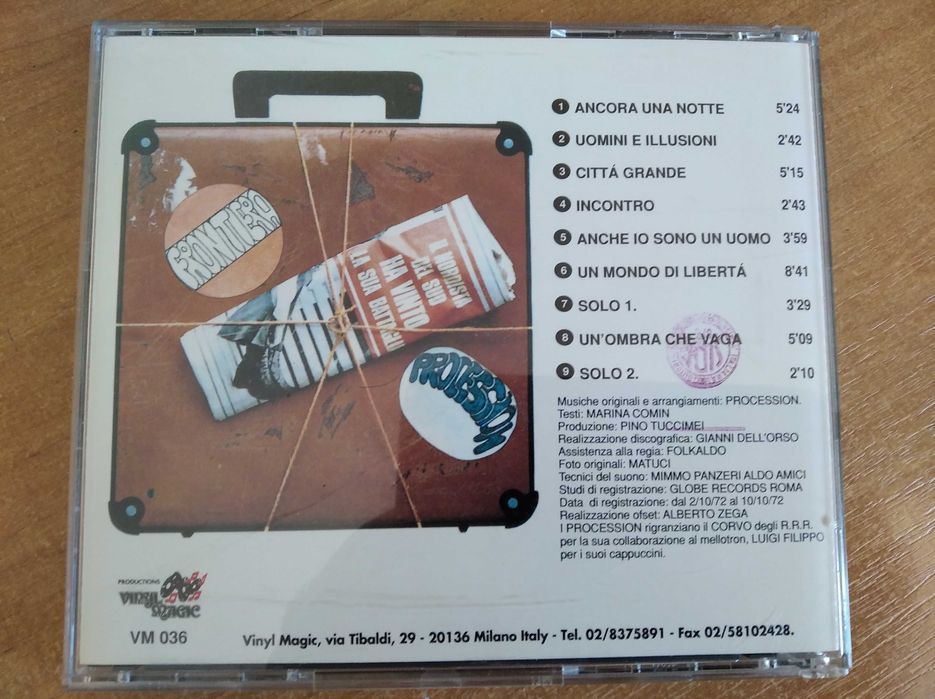 FRONTIERA
IL NORDISTA
DEL SUD
HA VINTO
LA SUA BATTAGL
PROCESSION
1 ANCORA UNA NOTTE 5'24
2 UOMINI E ILLUSIONI 2'42
3 CITTÁ GRANDE 5'15
4 INCONTRO 2'43
5 ANCHE IO SONO UN UOMO 3'59
6 UN MONDO DI LIBERTÁ 8'41
7 SOLO 1. 3'29
8 UN'OMBRA CHE VAGA 5'09
9 SOLO 2. 2'10
Musiche originali e arrangiamenti: PROCESSION.
Testi: MARINA COMIN
Produzione: PINO TUCCIMEI
Realizzazione discografica: GIANNI DELL'ORSO
Assistenza alla regia: FOLKALDO
Foto originali: MATUCI
Tecnici del suono: MIMMO PANZERI ALDO AMICI
Studi di registrazione: GLOBE RECORDS ROMA
Data di registrazione: dal 2/10/72 al 10/10/72
Realizzazione ofset: ALBERTO ZEGA
I PROCESSION rigranziano il CORVO degli R.R.R.
per la sua collaborazione al mellotron, LUIGI FILIPPO
per i suoi cappuccini.
PRODUCTIONS
VINYL
MAGIC
VM 036
Vinyl Magic, via Tibaldi, 29 - 20136 Milano Italy - Tel. 02/8375891 - Fax 02/58102428.